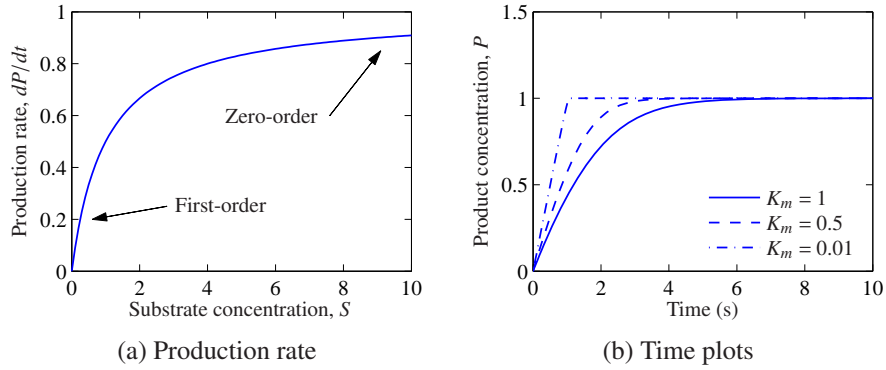 Production rate, dP/dt
1
0.8
0.6
0.4
0.2
0
0 2 4 6 8 10
Zero-order
First-order
Substrate concentration, S
(a) Production rate
Product concentration, P
1.5
1
0.5
0
0 2 4 6 8 10
K_m = 1
K_m = 0.5
K_m = 0.01
Time (s)
(b) Time plots